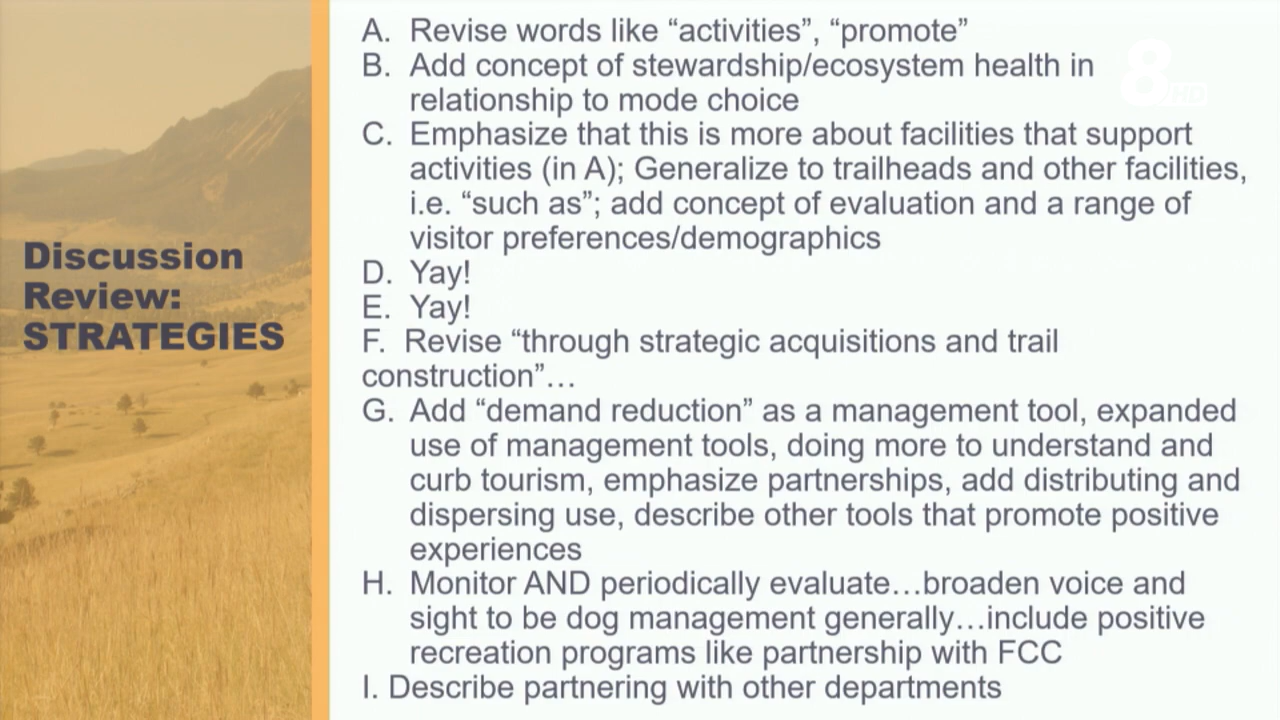 Discussion
Review:
STRATEGIES
A. Revise words like “activities”, “promote”
B. Add concept of stewardship/ecosystem health in
relationship to mode choice
C. Emphasize that this is more about facilities that support
activities (in A); Generalize to trailheads and other facilities,
i.e. “such as”; add concept of evaluation and a range of
visitor preferences/demographics
D. Yay!
E. Yay!
F. Revise “through strategic acquisitions and trail
construction”…
G. Add “demand reduction” as a management tool, expanded
use of management tools, doing more to understand and
curb tourism, emphasize partnerships, add distributing and
dispersing use, describe other tools that promote positive
experiences
H. Monitor AND periodically evaluate…broaden voice and
sight to be dog management generally…include positive
recreation programs like partnership with FCC
I. Describe partnering with other departments
8 HD